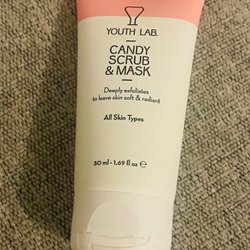 YOUTH LAB.
CANDY
SCRUB
& MASK
Deeply exfoliates
to leave skin soft & radiant
All Skin Types
50 ml - 1.69 fl oz ℮